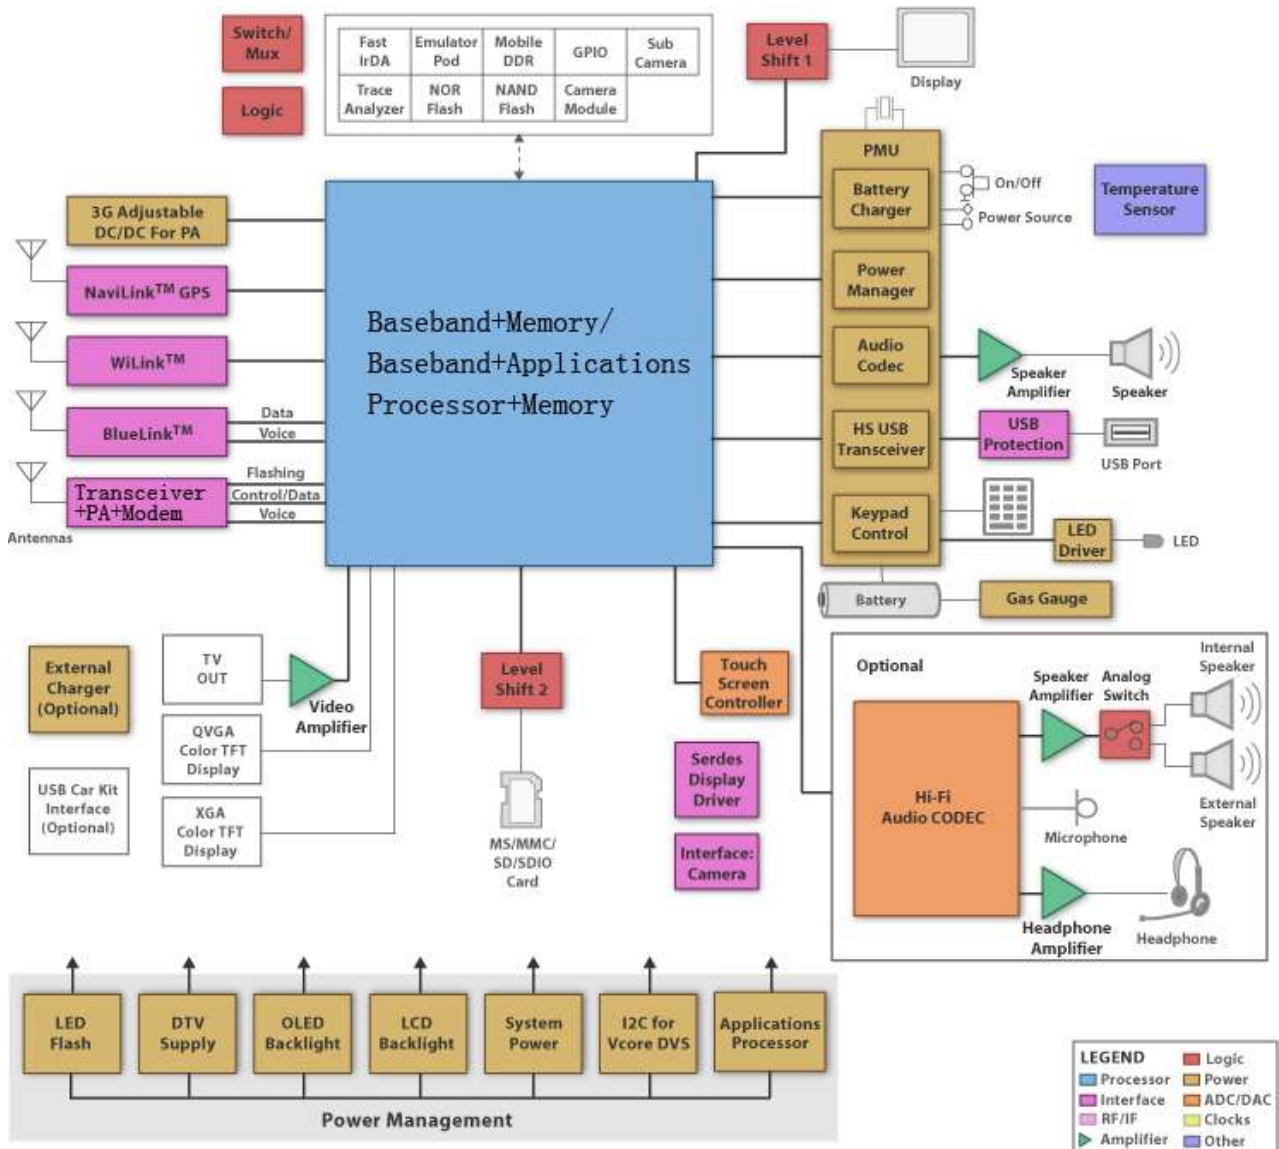 Switch/
Mux
Logic
Fast
IrDA
Emulator
Pod
Mobile
DDR
GPIO
Sub
Camera
Trace
Analyzer
NOR
Flash
NAND
Flash
Camera
Module
Level
Shift 1
Display
PMU
Battery
Charger
On/Off
Power Source
Temperature
Sensor
3G Adjustable
DC/DC For PA
NaviLink™ GPS
WiLink™
BlueLink™
Data
Voice
Transceiver
+PA+Modem
Flashing
Control/Data
Voice
Antennas
Baseband+Memory/
Baseband+Applications
Processor+Memory
Power
Manager
Audio
Codec
Speaker
Amplifier
Speaker
HS USB
Transceiver
USB
Protection
USB Port
Keypad
Control
LED
Driver
LED
Battery
Gas Gauge
External
Charger
(Optional)
TV
OUT
Video
Amplifier
QVGA
Color TFT
Display
XGA
Color TFT
Display
USB Car Kit
Interface
(Optional)
Level
Shift 2
MS/MMC/
SD/SDIO
Card
Touch
Screen
Controller
Serdes
Display
Driver
Interface:
Camera
Optional
Speaker
Amplifier
Analog
Switch
Internal
Speaker
External
Speaker
Hi-Fi
Audio CODEC
Microphone
Headphone
Amplifier
Headphone
LED
Flash
DTV
Supply
OLED
Backlight
LCD
Backlight
System
Power
I2C for
Vcore DVS
Applications
Processor
Power Management
LEGEND
Processor
Interface
RF/IF
Amplifier
Logic
Power
ADC/DAC
Clocks
Other